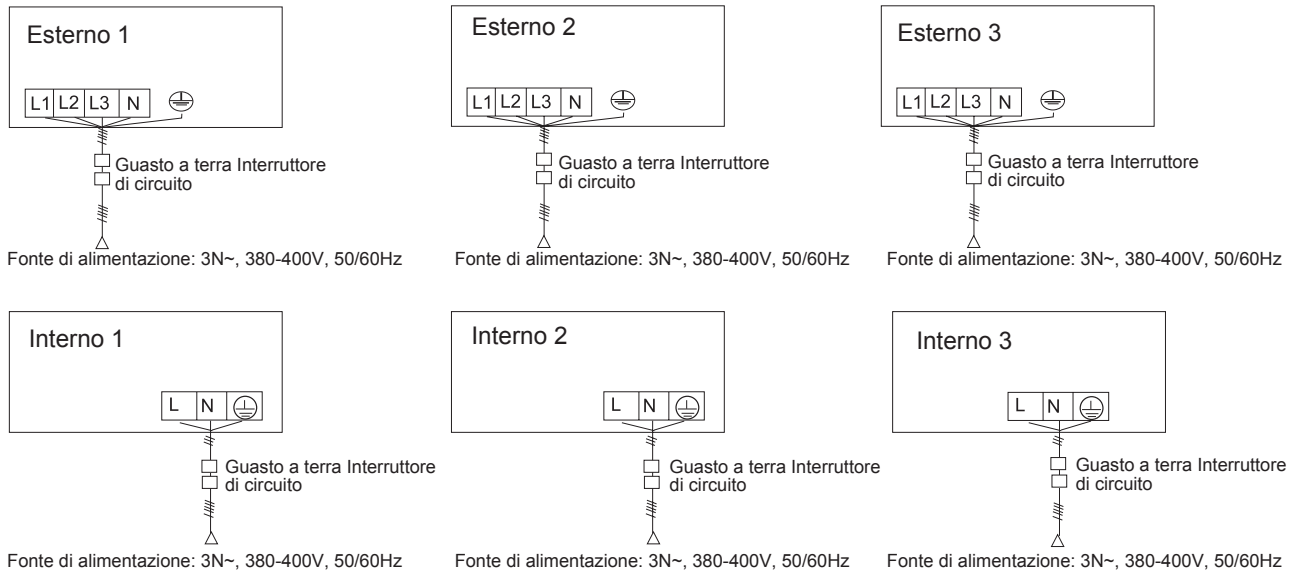 Esterno 1
L1 L2 L3 N
Guasto a terra Interruttore
di circuito
Fonte di alimentazione: 3N~, 380-400V, 50/60Hz
Esterno 2
L1 L2 L3 N
Guasto a terra Interruttore
di circuito
Fonte di alimentazione: 3N~, 380-400V, 50/60Hz
Esterno 3
L1 L2 L3 N
Guasto a terra Interruttore
di circuito
Fonte di alimentazione: 3N~, 380-400V, 50/60Hz
Interno 1
L N
Guasto a terra Interruttore
di circuito
Fonte di alimentazione: 3N~, 380-400V, 50/60Hz
Interno 2
L N
Guasto a terra Interruttore
di circuito
Fonte di alimentazione: 3N~, 380-400V, 50/60Hz
Interno 3
L N
Guasto a terra Interruttore
di circuito
Fonte di alimentazione: 3N~, 380-400V, 50/60Hz